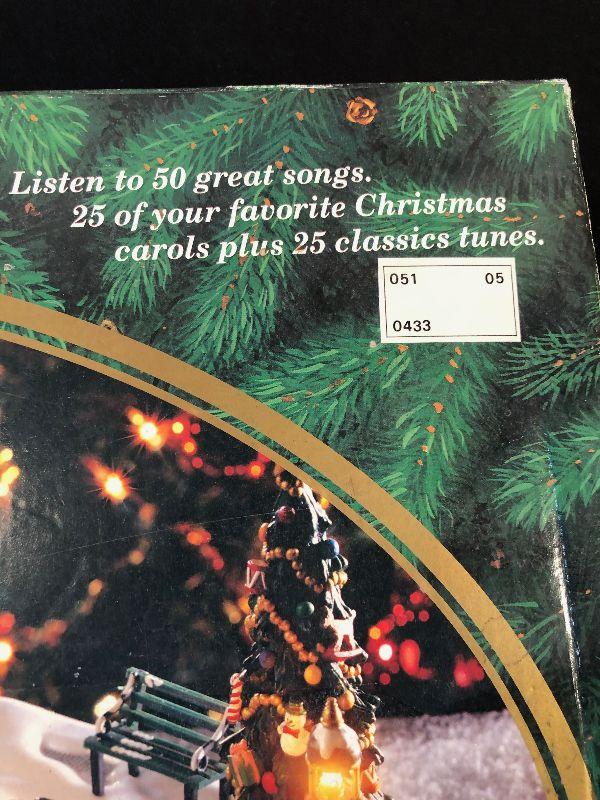 Listen to 50 great songs.
25 of your favorite Christmas
carols plus 25 classics tunes.
051 05
0433